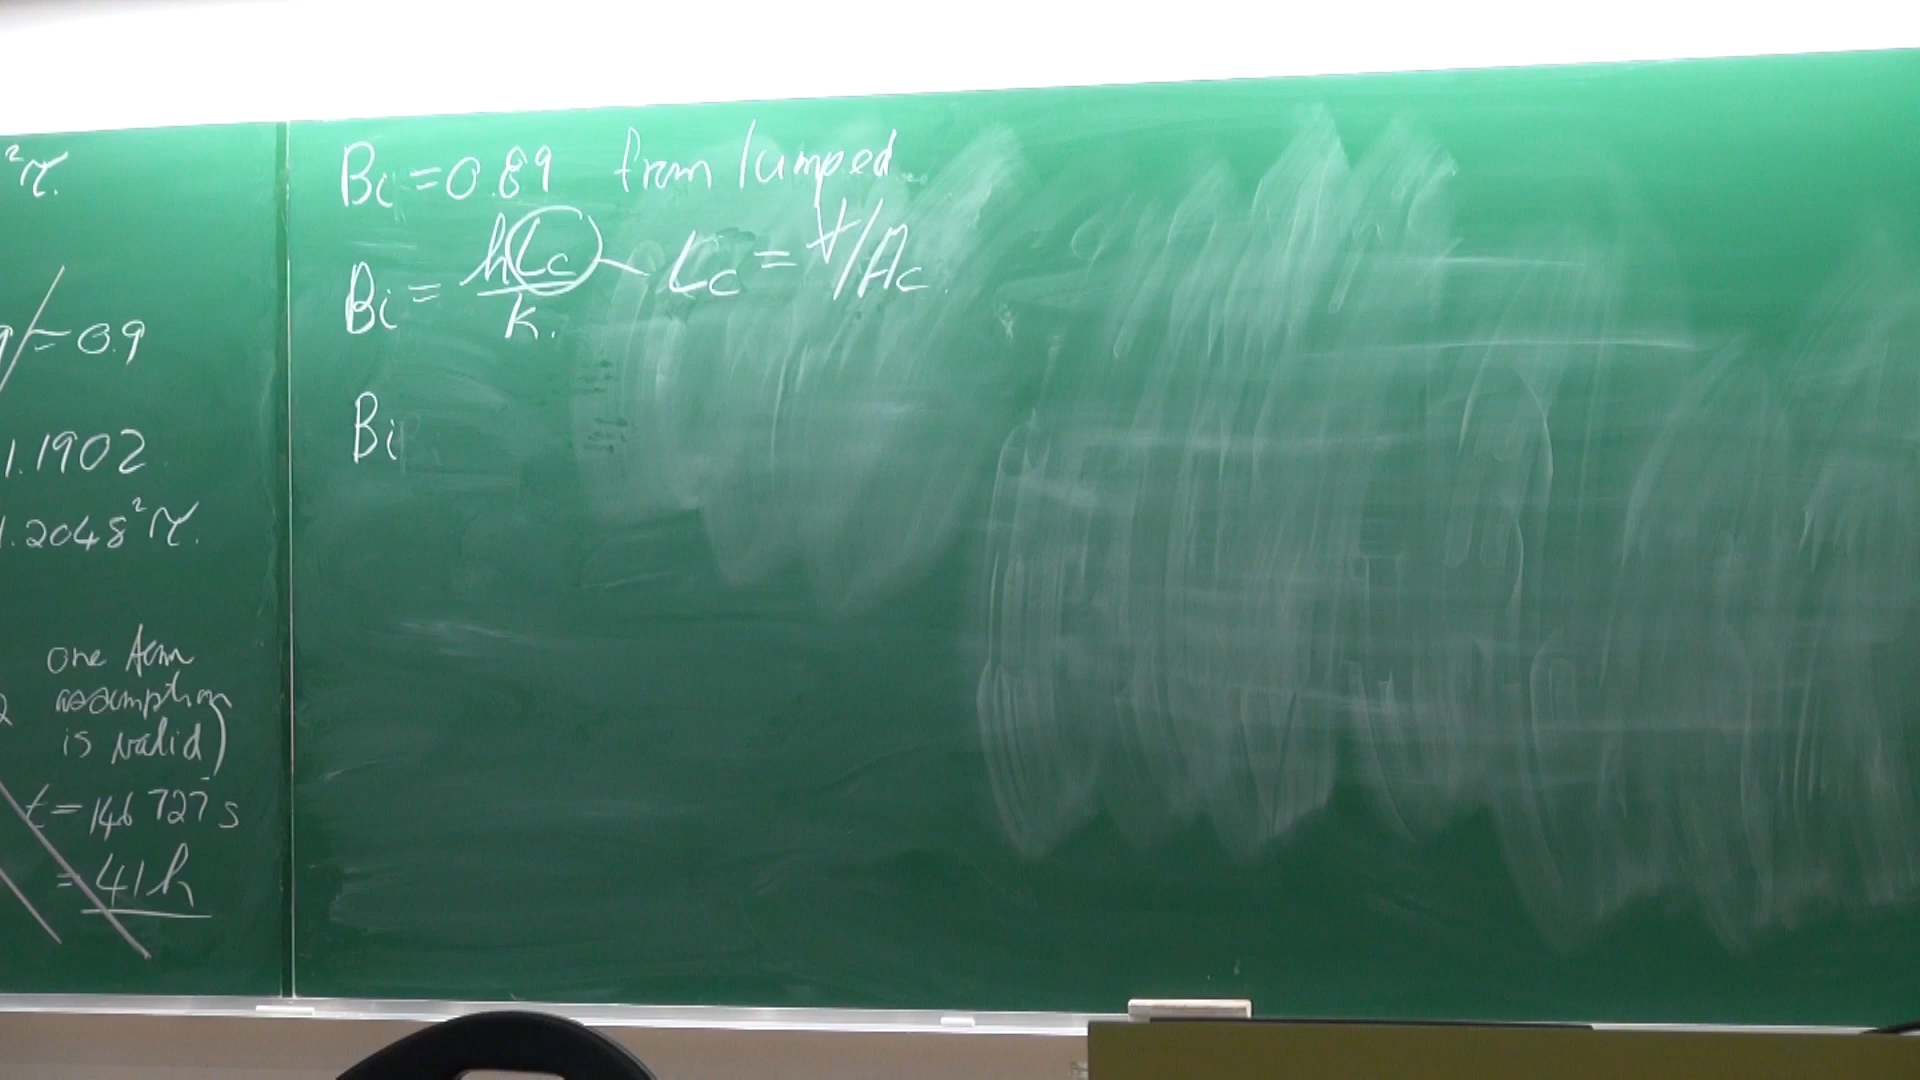 ²τ.
= 0.9
1.1902
1.2048²τ.
one term
assumption
is valid)
t = 146 727 s
= 41 h
Bi = 0.89 from lumped
Bi = hLc/k. Lc = V/Ac
Bi